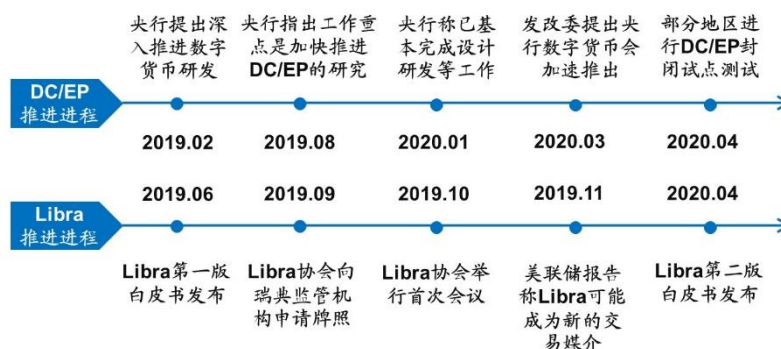 央行提出深
入推进数字
货币研发
央行指出工作重
点是加快推进
DC/EP的研究
央行称已基
本完成设计
研发等工作
发改委提出央
行数字货币会
加速推出
部分地区进
行DC/EP封
闭试点测试
DC/EP
推进进程
2019.02
2019.08
2020.01
2020.03
2020.04
2019.06
2019.09
2019.10
2019.11
2020.04
Libra
推进进程
Libra第一版
白皮书发布
Libra协会向
瑞典监管机
构申请牌照
Libra协会举
行首次会议
美联储报告
称Libra可能
成为新的交
易媒介
Libra第二版
白皮书发布